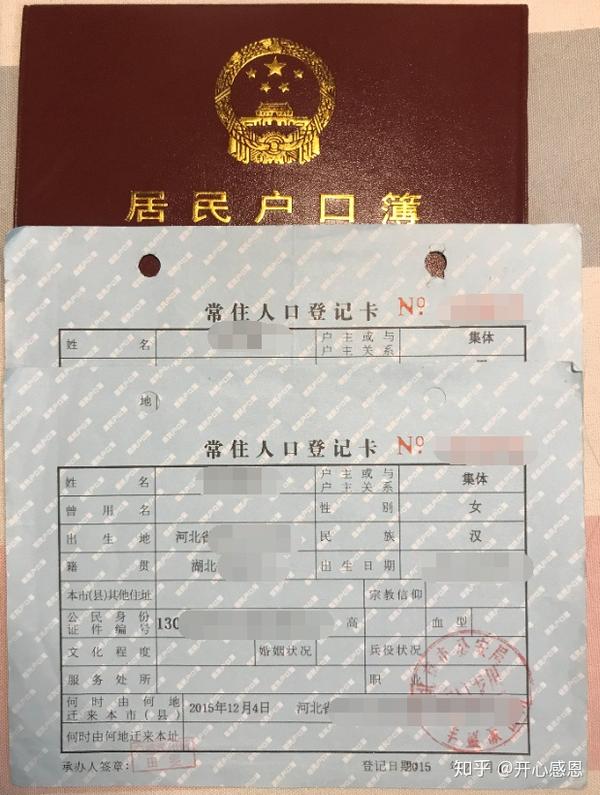 居民户口簿
常住人口登记卡 No.
姓名 户主或与户主关系 集体
地
常住人口登记卡 No.
姓名 户主或与户主关系 集体
曾用名 性别 女
出生地 河北省 民族 汉
籍贯 湖北 出生日期
本市(县)其他住址 宗教信仰
公民身份证件编号 130 身高 血型
文化程度 婚姻状况 兵役状况
服务处所 职业
何时由何地迁来本市(县) 2015年12月4日 河北省
何时由何地迁来本址
承办人签章: 登记日期2015 年
知乎 @开心感恩